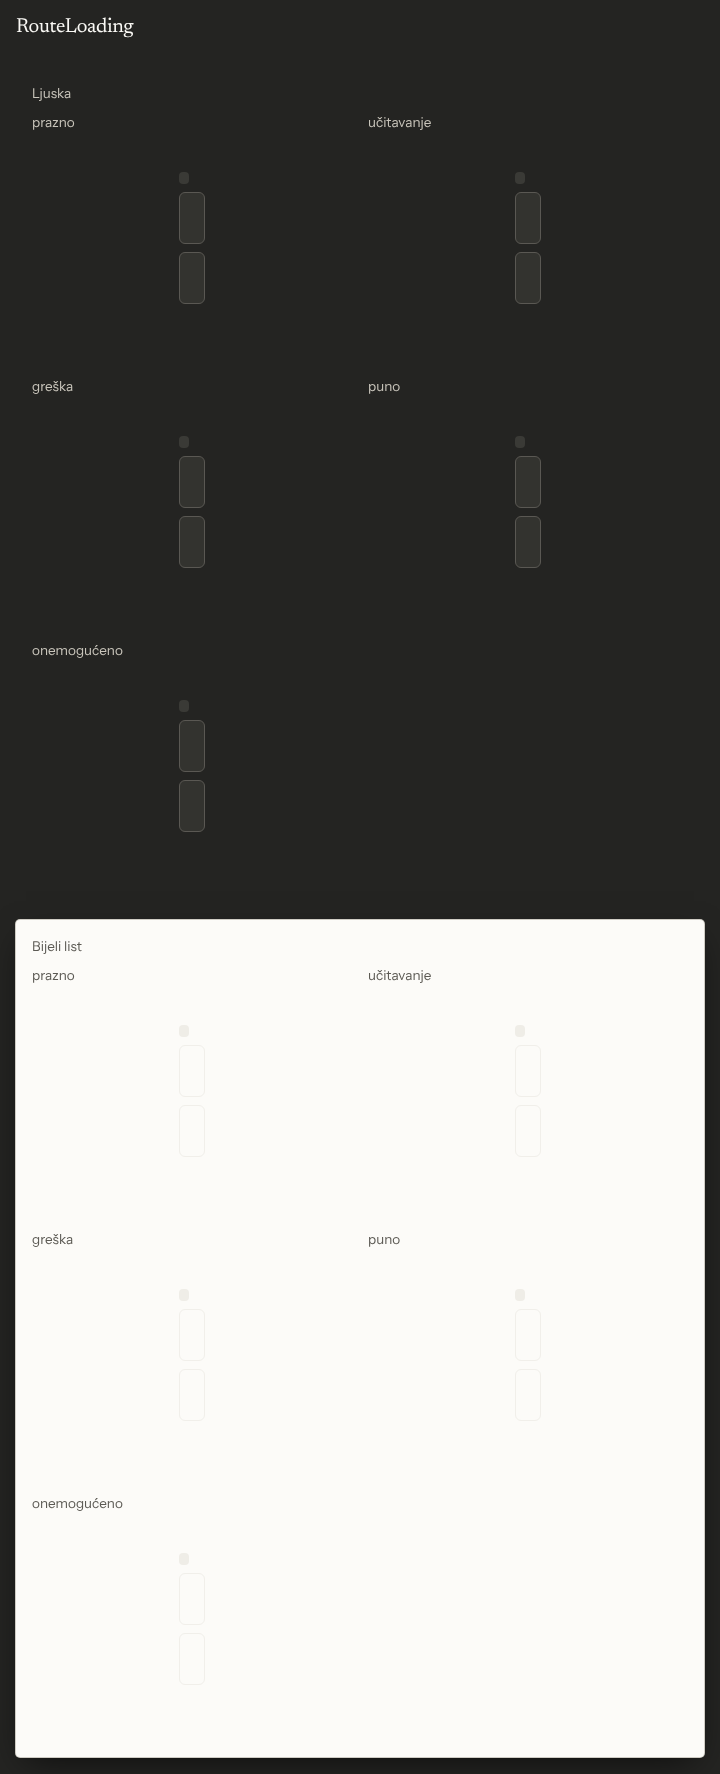 RouteLoading
Ljuska
prazno
učitavanje
greška
puno
onemogućeno
Bijeli list
prazno
učitavanje
greška
puno
onemogućeno